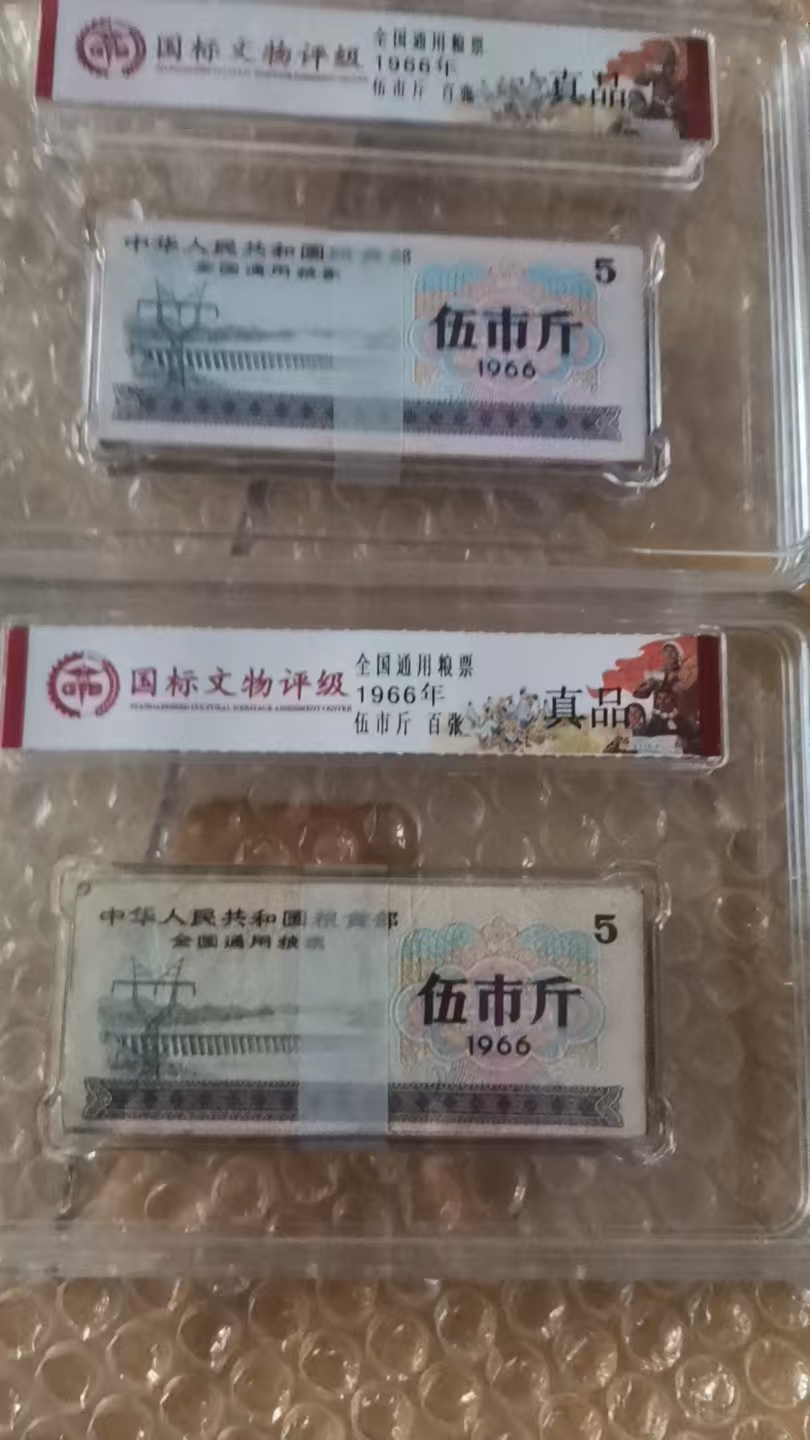 国标文物评级
全国通用粮票
1966年
伍市斤 百张
真品
中华人民共和国粮食部
全国通用粮票
5
伍市斤
1966
国标文物评级
全国通用粮票
1966年
伍市斤 百张
真品
中华人民共和国粮食部
全国通用粮票
5
伍市斤
1966